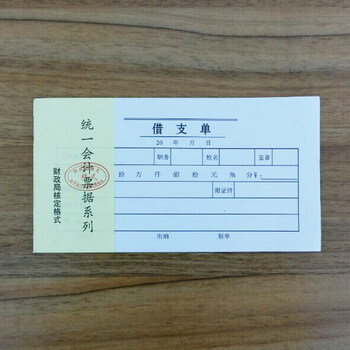 统一会计票据系列
财政局核定格式
借支单
20 年 月 日
职务 姓名 盖章
拾万仟佰拾元角分¥:
附证件
出纳 制单